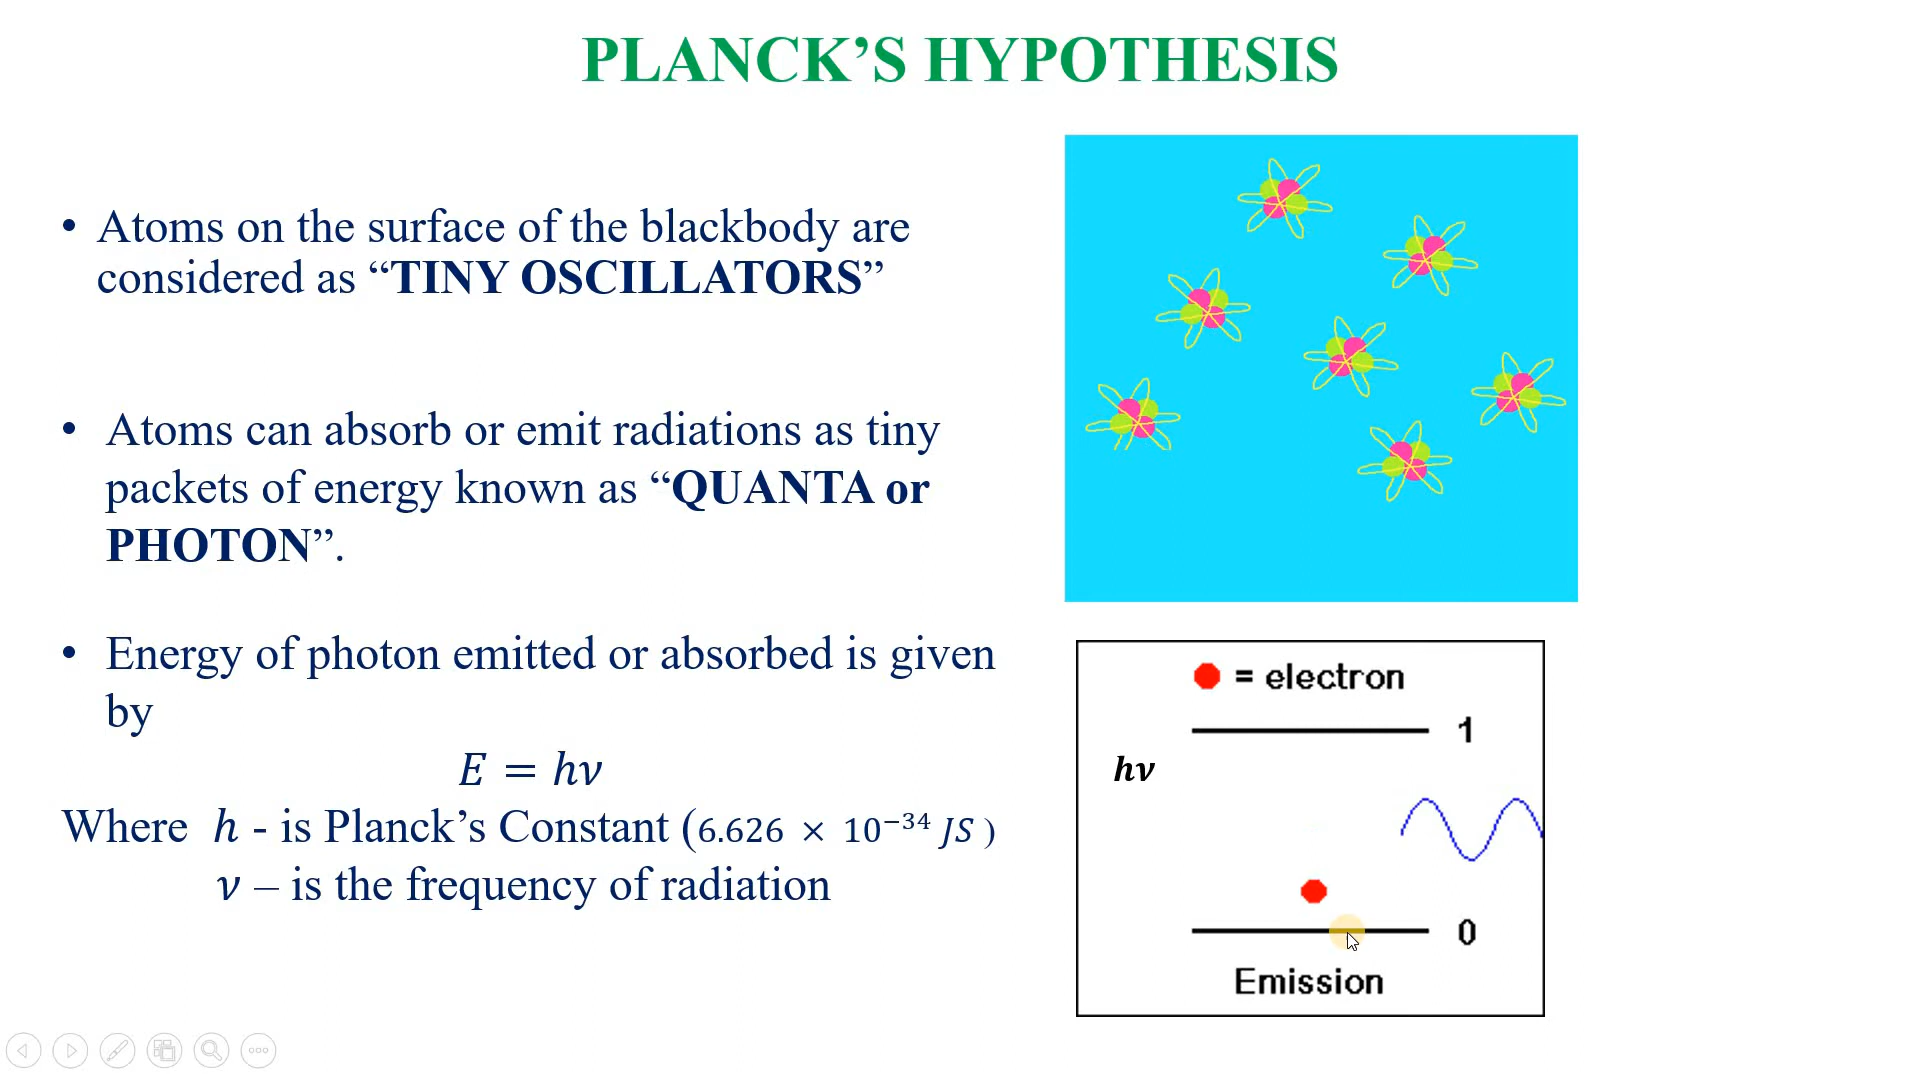 PLANCK’S HYPOTHESIS
• Atoms on the surface of the blackbody are
considered as “TINY OSCILLATORS”
• Atoms can absorb or emit radiations as tiny
packets of energy known as “QUANTA or
PHOTON”.
• Energy of photon emitted or absorbed is given
by
𝐸 = ℎ𝜈
Where ℎ - is Planck’s Constant (6.626 × 10⁻³⁴ 𝐽𝑆 )
𝜈 – is the frequency of radiation
= electron
1
ℎ𝜈
0
Emission